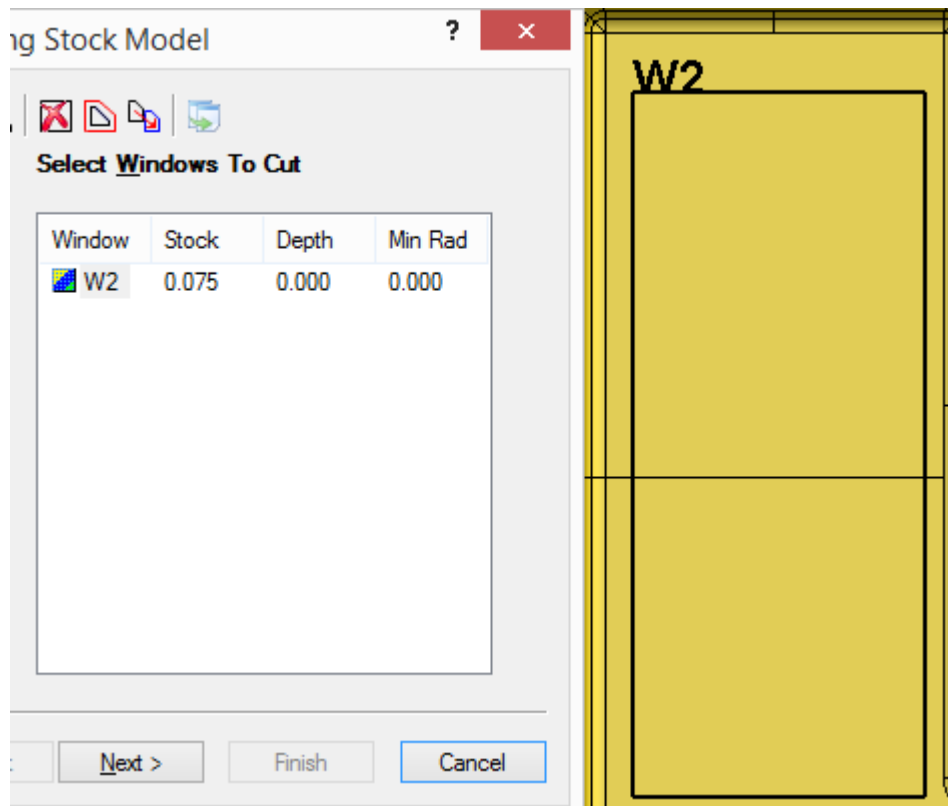 ng Stock Model ?
Select Windows To Cut
Window Stock Depth Min Rad
W2 0.075 0.000 0.000
Next > Finish Cancel
W2